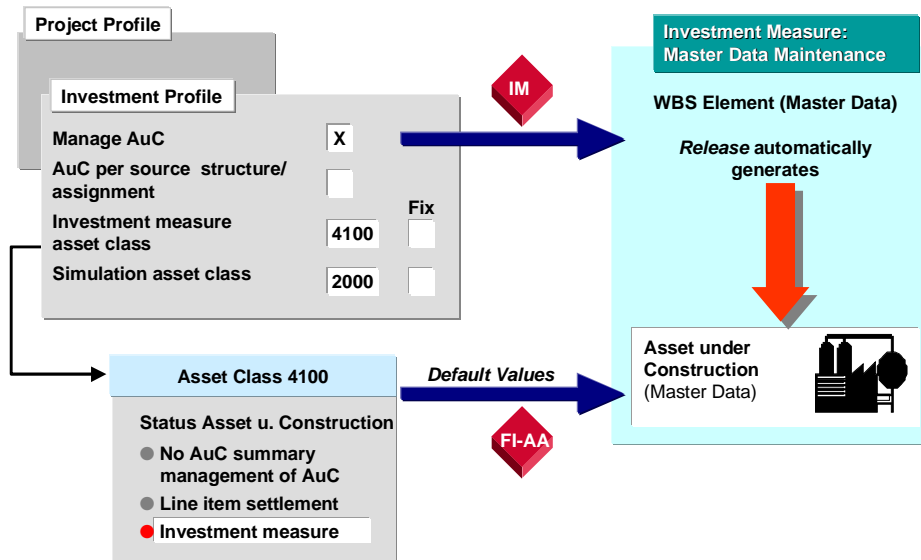 Project Profile
Investment Profile
Manage AuC
X
AuC per source structure/
assignment
Fix
Investment measure
asset class
4100
Simulation asset class
2000
IM
Investment Measure:
Master Data Maintenance
WBS Element (Master Data)
Release automatically
generates
Asset under
Construction
(Master Data)
Asset Class 4100
Default Values
FI-AA
Status Asset u. Construction
No AuC summary
management of AuC
Line item settlement
Investment measure